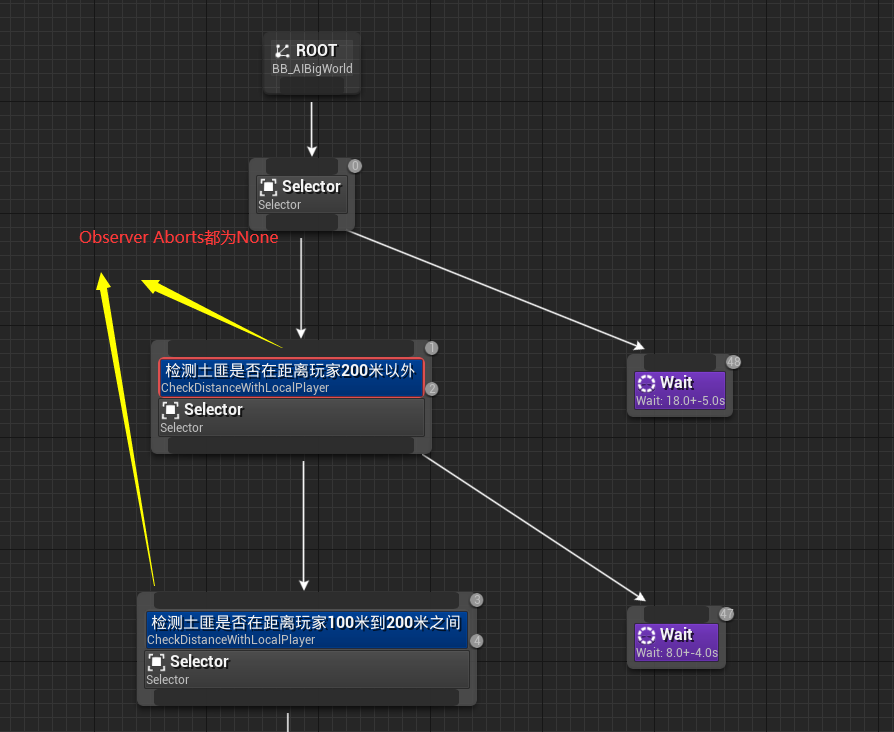 ROOT
BB_AIBigWorld
0
Selector
Selector
Observer Aborts都为None
1
检测土匪是否在距离玩家200米以外
CheckDistanceWithLocalPlayer
2
Selector
Selector
48
Wait
Wait: 18.0+-5.0s
3
检测土匪是否在距离玩家100米到200米之间
CheckDistanceWithLocalPlayer
4
Selector
Selector
47
Wait
Wait: 8.0+-4.0s